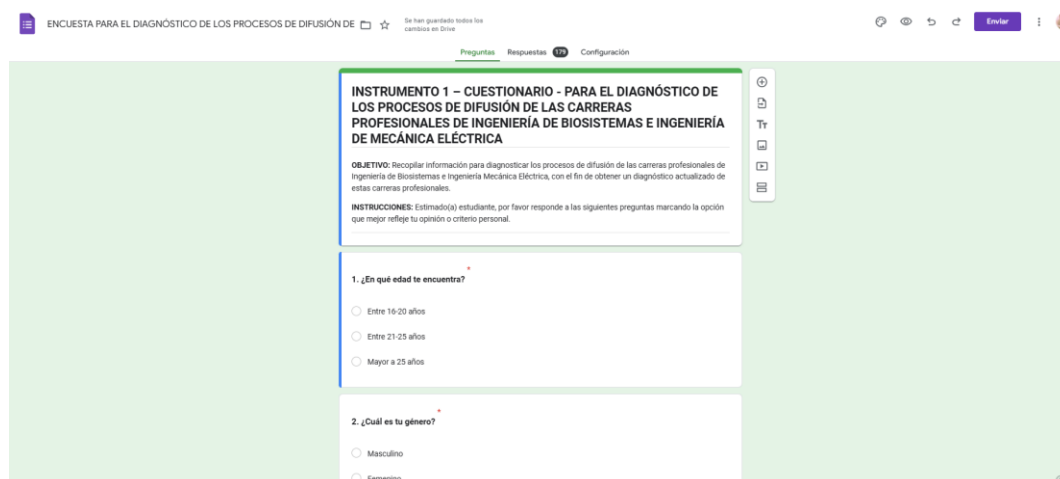 ENCUESTA PARA EL DIAGNÓSTICO DE LOS PROCESOS DE DIFUSIÓN DE
Se han guardado todos los
cambios en Drive
Enviar
Preguntas Respuestas 179 Configuración
INSTRUMENTO 1 – CUESTIONARIO - PARA EL DIAGNÓSTICO DE
LOS PROCESOS DE DIFUSIÓN DE LAS CARRERAS
PROFESIONALES DE INGENIERÍA DE BIOSISTEMAS E INGENIERÍA
DE MECÁNICA ELÉCTRICA
OBJETIVO: Recopilar información para diagnosticar los procesos de difusión de las carreras profesionales de
Ingeniería de Biosistemas e Ingeniería Mecánica Eléctrica, con el fin de obtener un diagnóstico actualizado de
estas carreras profesionales.
INSTRUCCIONES: Estimado(a) estudiante, por favor responde a las siguientes preguntas marcando la opción
que mejor refleje tu opinión o criterio personal.
1. ¿En qué edad te encuentra? *
Entre 16-20 años
Entre 21-25 años
Mayor a 25 años
2. ¿Cuál es tu género? *
Masculino
Femenino
Tт